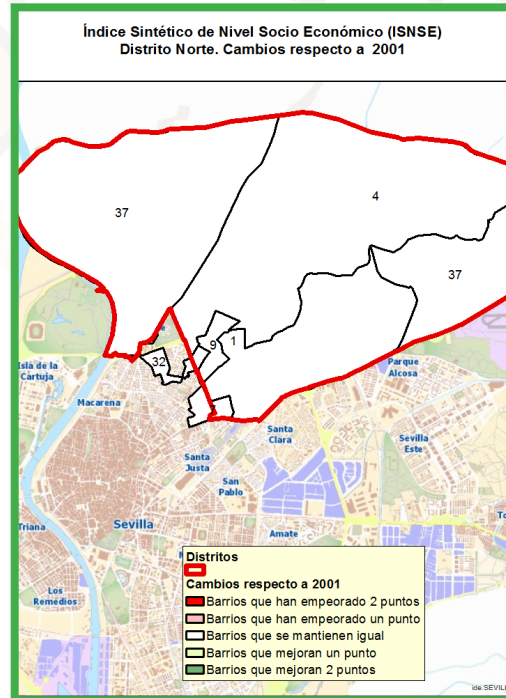 Índice Sintético de Nivel Socio Económico (ISNSE)
Distrito Norte. Cambios respecto a 2001
37
4
37
9
1
32
Isla de la
Cartuja
Macarena
Parque
Alcosa
Santa
Clara
Sevilla
Este
Santa
Justa
San
Pablo
Triana
Sevilla
Amate
Los
Remedios
Distritos
Cambios respecto a 2001
Barrios que han empeorado 2 puntos
Barrios que han empeorado un punto
Barrios que se mantienen igual
Barrios que mejoran un punto
Barrios que mejoran 2 puntos